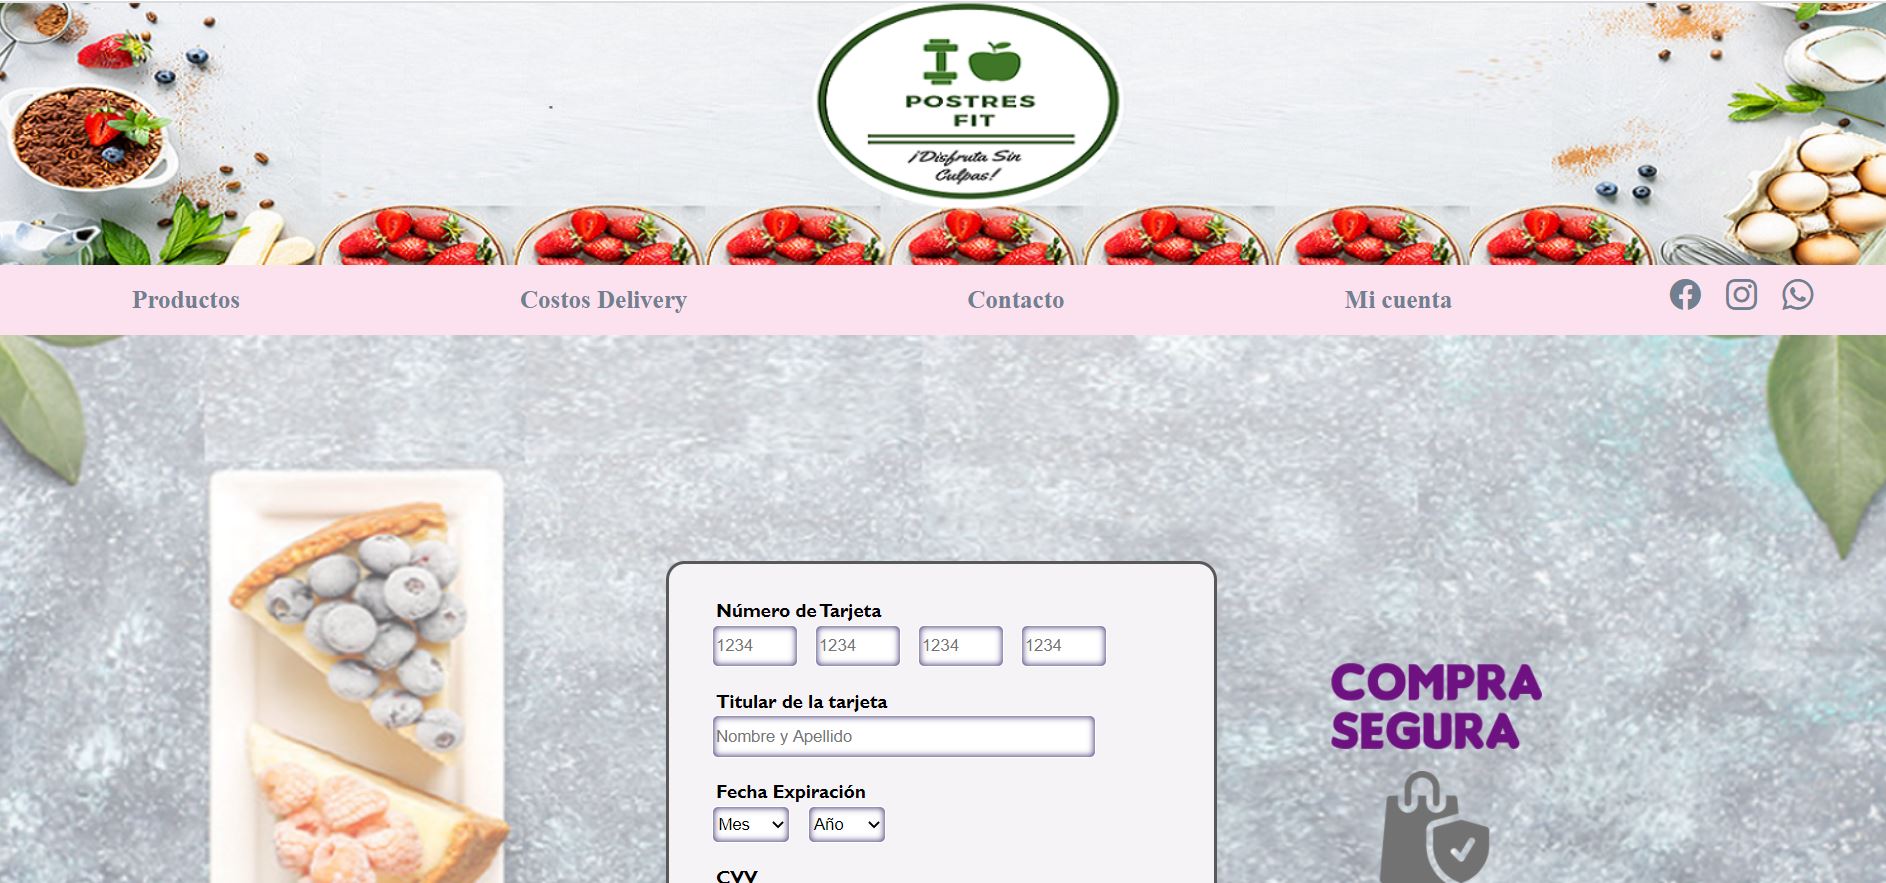 POSTRES
FIT
¡Disfruta Sin
Culpas!
Productos
Costos Delivery
Contacto
Mi cuenta
Número de Tarjeta
1234
1234
1234
1234
Titular de la tarjeta
Nombre y Apellido
Fecha Expiración
Mes
Año
CVV
COMPRA
SEGURA